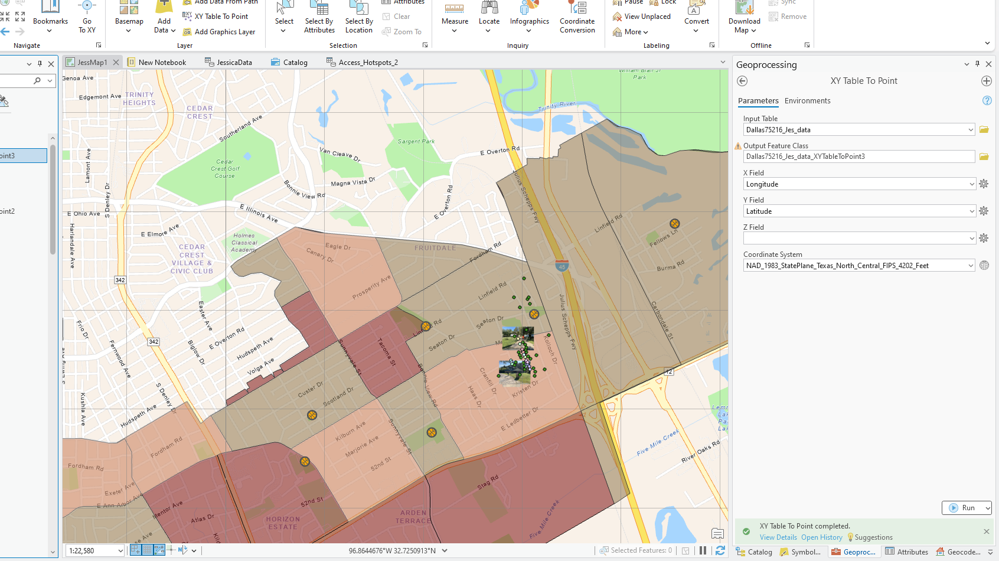 Bookmarks
Go
To XY
Navigate
Basemap
Add
Data
Add Data From Path
XY Table To Point
Add Graphics Layer
Layer
Select
Select By
Attributes
Select By
Location
Attributes
Clear
Zoom To
Selection
Measure
Locate
Infographics
Coordinate
Conversion
Inquiry
Pause
Lock
View Unplaced
More
Convert
Labeling
Download
Map
Sync
Remove
Offline
JessMap1
New Notebook
JessicaData
Catalog
Access_Hotspots_2
oint3
oint2
Genoa Ave
Edgemont Ave
TRINITY
HEIGHTS
CEDAR
CREST
Southerland Ave
Lamont Ave
S Denley Dr
Cedar
Crest Golf
Course
Bonnie View Rd
Van Cleave Dr
Magna Vista Dr
Sargent Park
E Overton Rd
E Overton Rd
William Blair Jr
Park
Trinity River
Julius Schepps Fwy
E Ohio Ave
E Illinois Ave
E Elmore Ave
Harlandale Ave
CEDAR
CREST
VILLAGE &
CIVIC CLUB
Holmes
Classical
Academy
342
Eagle Dr
Canary Dr
FRUITDALE
Fordham Rd
Linfield Rd
Fellows Ln
Burma Rd
45
Prosperity Ave
Linfield Rd
Julius Schepps Fwy
Carbondale St
Easter Ave
Frio Dr
Fernwood Ave
342
E Overton Rd
Biglow Dr
Hudspeth Ave
Volga Ave
Sunnyvale St
Tacoma St
Linfield Rd
Seaton Dr
Seaton Dr
Kolloch Dr
Bonnie View Rd
Cranfill Dr
Haas Dr
Kristen Dr
E Ledbetter Dr
12
Kushla Ave
S Denley Dr
Hudspeth Ave
Custer Dr
Scotland Dr
Kilburn Ave
Marjorie Ave
52nd St
Sunnyvale St
Fordham Rd
Fordham Rd
Exeter Ave
E Ann Arbor Ave
Mentor Ave
Atlas Dr
52nd St
HORIZON
ESTATE
ARDEN
TERRACE
Stag Rd
Five Mile Creek
Five Mile Creek
River Oaks Rd
1:22,580
96.8644676°W 32.7250913°N
Selected Features: 0
Geoprocessing
XY Table To Point
Parameters
Environments
Input Table
Dallas75216_Jes_data
Output Feature Class
Dallas75216_Jes_data_XYTableToPoint3
X Field
Longitude
Y Field
Latitude
Z Field
Coordinate System
NAD_1983_StatePlane_Texas_North_Central_FIPS_4202_Feet
Run
XY Table To Point completed.
View Details
Open History
Suggestions
Catalog
Symbol...
Geoproc...
Attributes
Geocode...